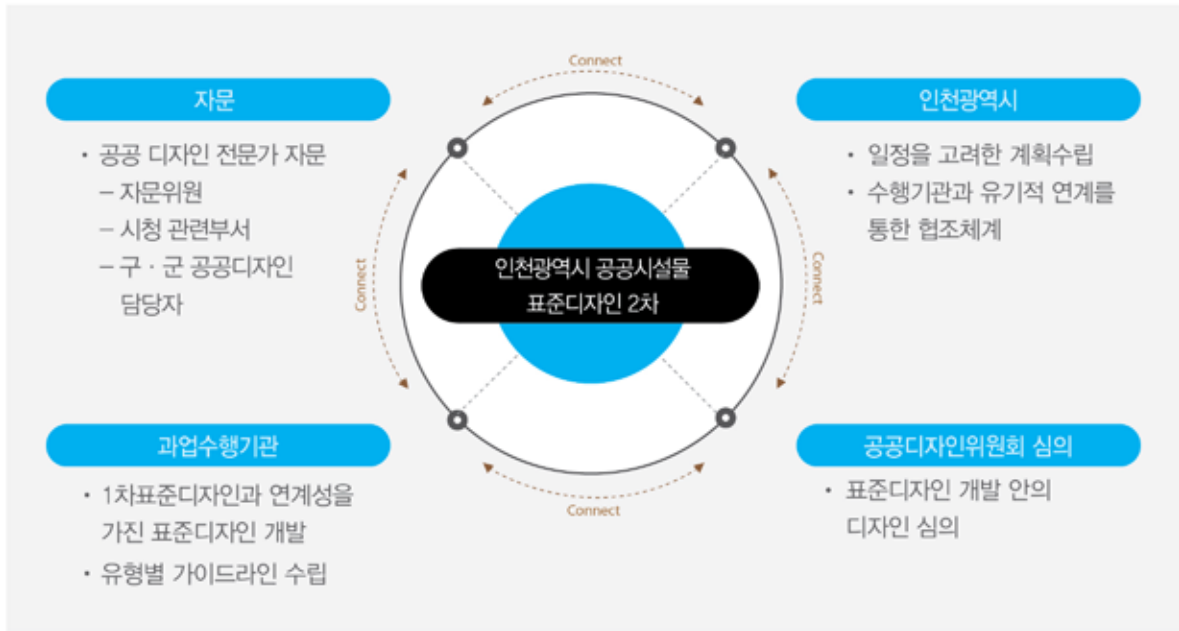 Connect
자문
• 공공 디자인 전문가 자문
– 자문위원
– 시청 관련부서
– 구 · 군 공공디자인
담당자
인천광역시
• 일정을 고려한 계획수립
• 수행기관과 유기적 연계를
통한 협조체계
Connect
인천광역시 공공시설물
표준디자인 2차
Connect
과업수행기관
• 1차표준디자인과 연계성을
가진 표준디자인 개발
• 유형별 가이드라인 수립
공공디자인위원회 심의
• 표준디자인 개발 안의
디자인 심의
Connect